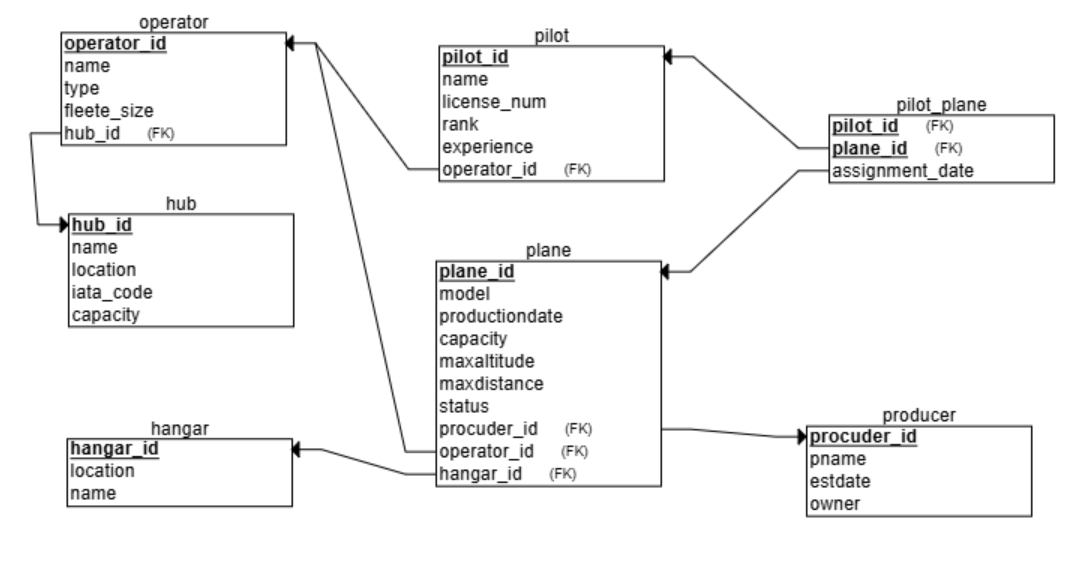 operator
operator_id
name
type
fleete_size
hub_id (FK)
hub
hub_id
name
location
iata_code
capacity
hangar
hangar_id
location
name
pilot
pilot_id
name
license_num
rank
experience
operator_id (FK)
plane
plane_id
model
productiondate
capacity
maxaltitude
maxdistance
status
procuder_id (FK)
operator_id (FK)
hangar_id (FK)
pilot_plane
pilot_id (FK)
plane_id (FK)
assignment_date
producer
procuder_id
pname
estdate
owner